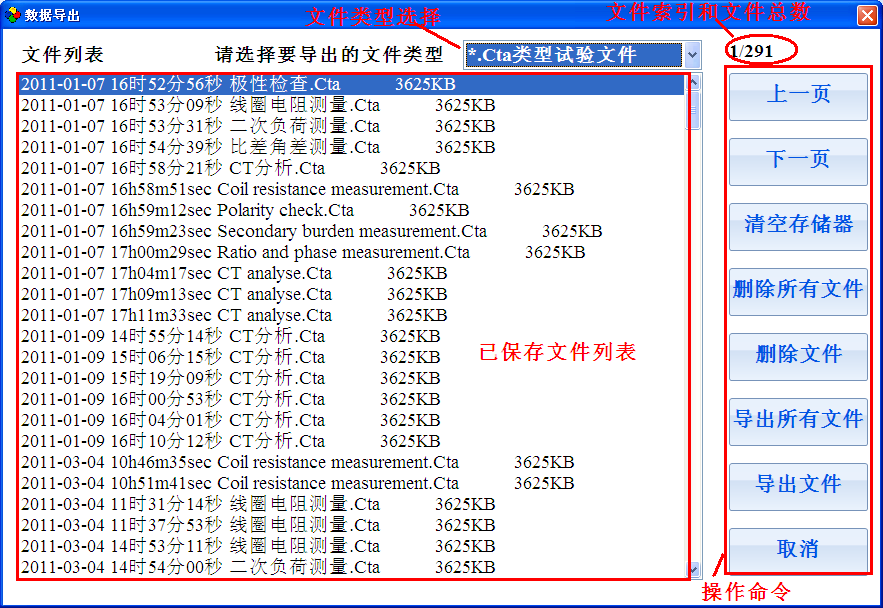 数据导出
文件类型选择
文件索引和文件总数
文件列表
请选择要导出的文件类型
*.Cta类型试验文件
1/291
2011-01-07 16时52分56秒 极性检查.Cta 3625KB
2011-01-07 16时53分09秒 线圈电阻测量.Cta 3625KB
2011-01-07 16时53分31秒 二次负荷测量.Cta 3625KB
2011-01-07 16时54分39秒 比差角差测量.Cta 3625KB
2011-01-07 16时58分21秒 CT分析.Cta 3625KB
2011-01-07 16h58m51sec Coil resistance measurement.Cta 3625KB
2011-01-07 16h59m12sec Polarity check.Cta 3625KB
2011-01-07 16h59m23sec Secondary burden measurement.Cta 3625KB
2011-01-07 17h00m29sec Ratio and phase measurement.Cta 3625KB
2011-01-07 17h04m17sec CT analyse.Cta 3625KB
2011-01-07 17h09m13sec CT analyse.Cta 3625KB
2011-01-07 17h11m33sec CT analyse.Cta 3625KB
2011-01-09 14时55分14秒 CT分析.Cta 3625KB
2011-01-09 15时06分15秒 CT分析.Cta 3625KB
2011-01-09 15时19分09秒 CT分析.Cta 3625KB
2011-01-09 16时00分53秒 CT分析.Cta 3625KB
2011-01-09 16时04分01秒 CT分析.Cta 3625KB
2011-01-09 16时10分12秒 CT分析.Cta 3625KB
2011-03-04 10h46m35sec Coil resistance measurement.Cta 3625KB
2011-03-04 10h51m41sec Coil resistance measurement.Cta 3625KB
2011-03-04 11时31分14秒 线圈电阻测量.Cta 3625KB
2011-03-04 11时37分53秒 线圈电阻测量.Cta 3625KB
2011-03-04 14时53分11秒 线圈电阻测量.Cta 3625KB
2011-03-04 14时54分00秒 二次负荷测量.Cta 3625KB
已保存文件列表
上一页
下一页
清空存储器
删除所有文件
删除文件
导出所有文件
导出文件
取消
操作命令